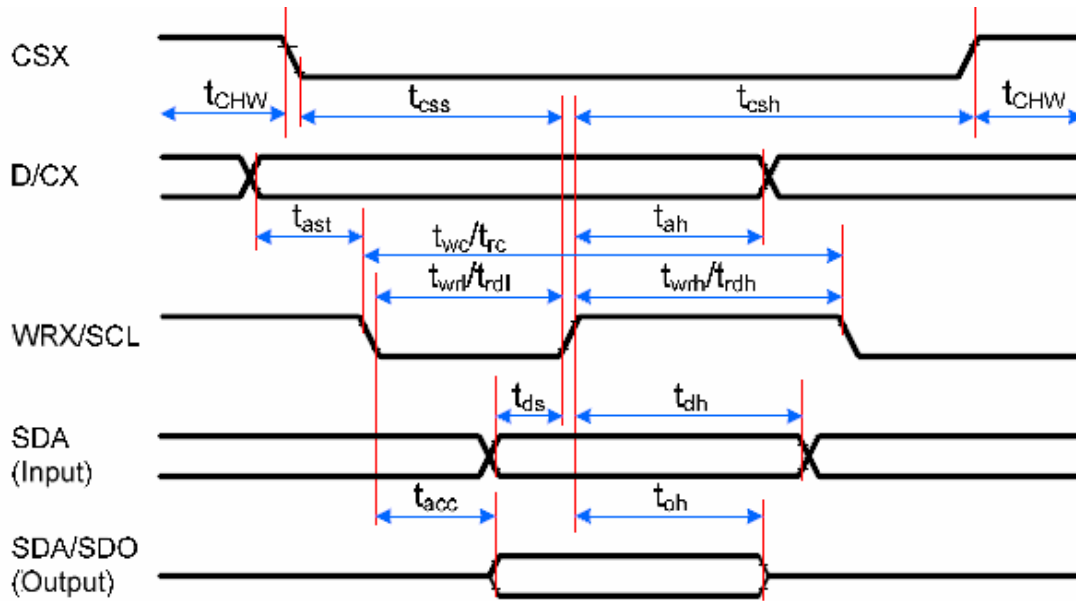 CSX
tCHW
tcss
tcsh
tCHW
D/CX
tast
twc/trc
tah
twrl/trdl
twrh/trdh
WRX/SCL
tds
tdh
SDA
(Input)
tacc
toh
SDA/SDO
(Output)